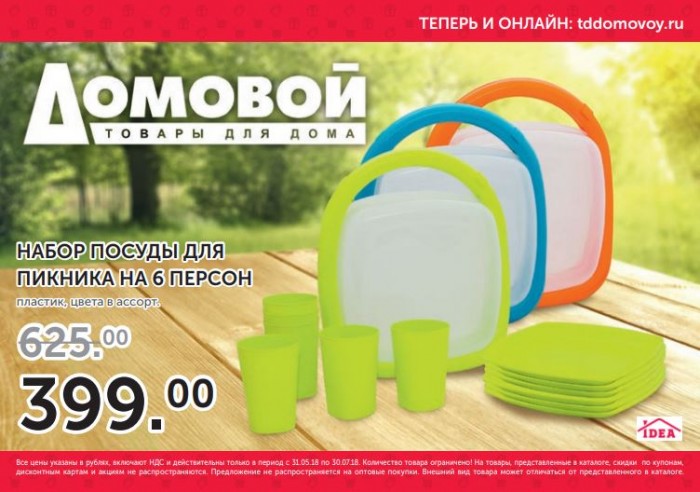 ТЕПЕРЬ И ОНЛАЙН: tddomovoy.ru
ДОМОВОЙ
ТОВАРЫ ДЛЯ ДОМА
НАБОР ПОСУДЫ ДЛЯ
ПИКНИКА НА 6 ПЕРСОН
пластик, цвета в ассорт.
625.00
399.00
IDEA
Все цены указаны в рублях, включают НДС и действительны только в период с 31.05.18 по 30.07.18. Количество товара ограничено! На товары, представленные в каталоге, скидки по купонам,
дисконтным картам и акциям не распространяются. Предложение не распространяется на оптовые покупки. Внешний вид товара может отличаться от представленного в каталоге.